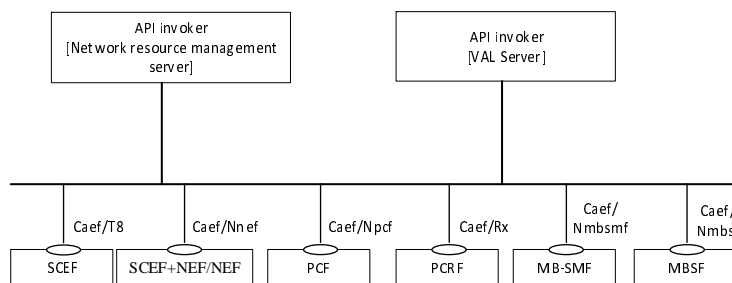 API invoker
[Network resource management
server]
API invoker
[VAL Server]
Caef/T8
Caef/Nnef
Caef/Npcf
Caef/Rx
Caef/
Nmbsmf
Caef/
SCEF
SCEF+NEF/NEF
PCF
PCRF
MB-SMF
MBSF